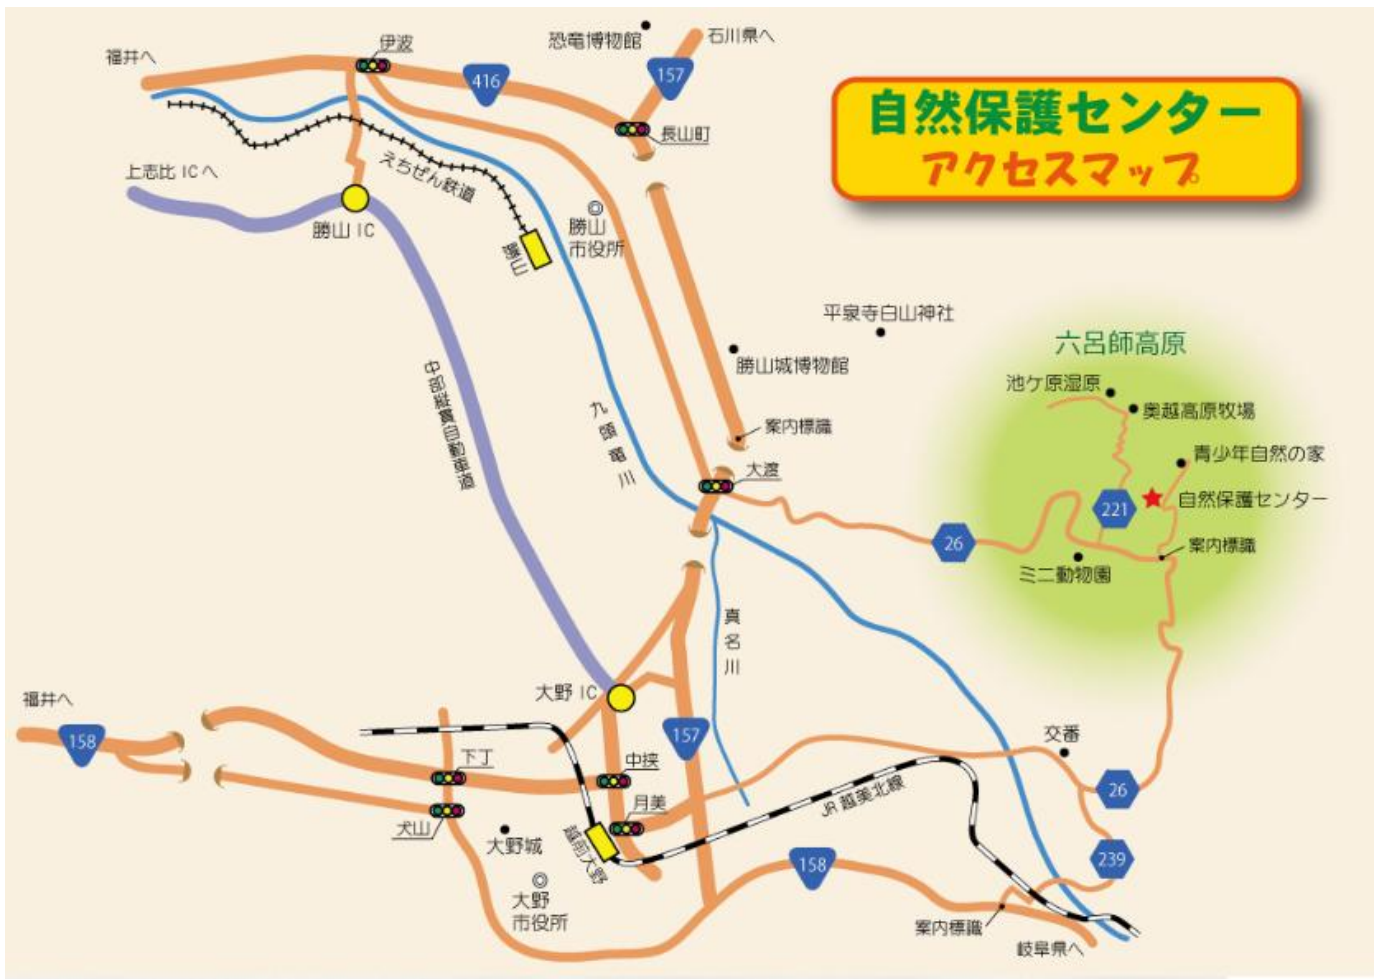 自然保護センター
アクセスマップ
福井へ
伊波
416
恐竜博物館
石川県へ
157
長山町
上志比 IC へ
えちぜん鉄道
勝山 IC
勝山
勝山
市役所
中部縦貫自動車道
九頭竜川
平泉寺白山神社
勝山城博物館
案内標識
大渡
六呂師高原
池ケ原湿原
奥越高原牧場
青少年自然の家
221
自然保護センター
26
案内標識
ミニ動物園
真名川
大野 IC
福井へ
158
157
交番
下丁
中挟
26
月美
JR 越美北線
犬山
大野城
越前大野
158
239
大野
市役所
案内標識
岐阜県へ